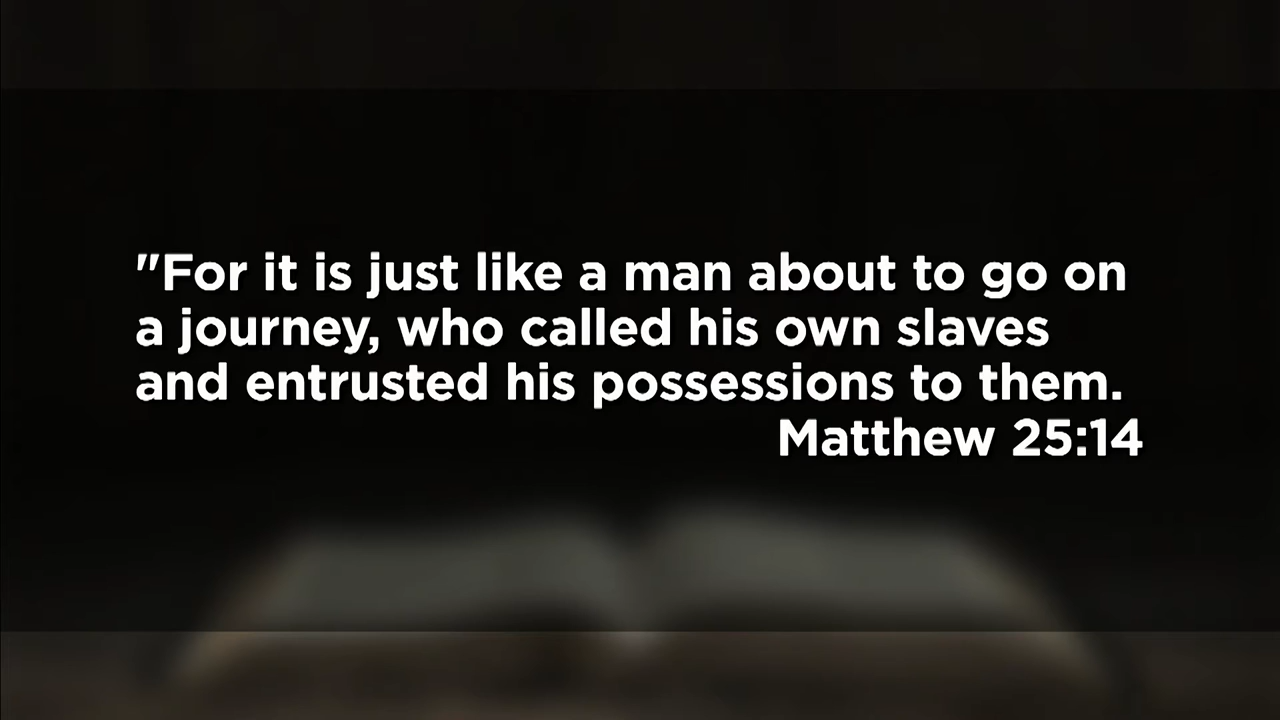 "For it is just like a man about to go on
a journey, who called his own slaves
and entrusted his possessions to them.
Matthew 25:14